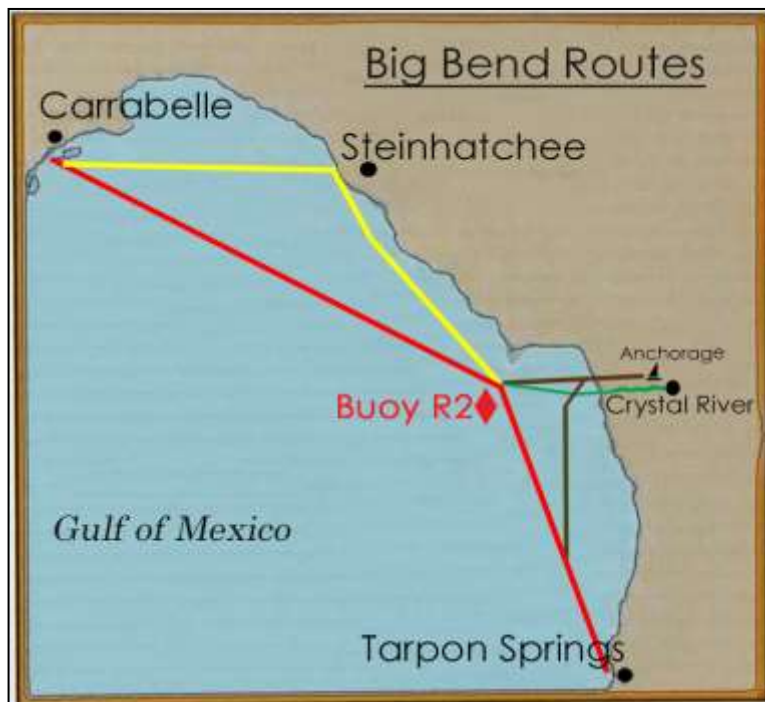 Big Bend Routes
Carrabelle
Steinhatchee
Anchorage
Crystal River
Buoy R2
Gulf of Mexico
Tarpon Springs